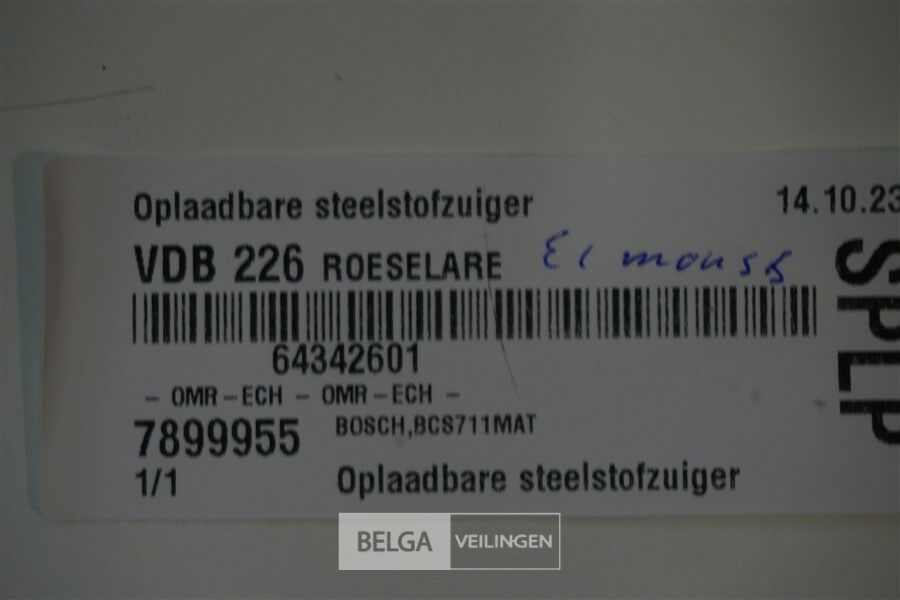 Oplaadbare steelstofzuiger 14.10.23
VDB 226 ROESELARE
SPLP
64342601
- OMR - ECH - OMR - ECH -
7899955 BOSCH,BCS711MAT
1/1 Oplaadbare steelstofzuiger
BELGA VEILINGEN